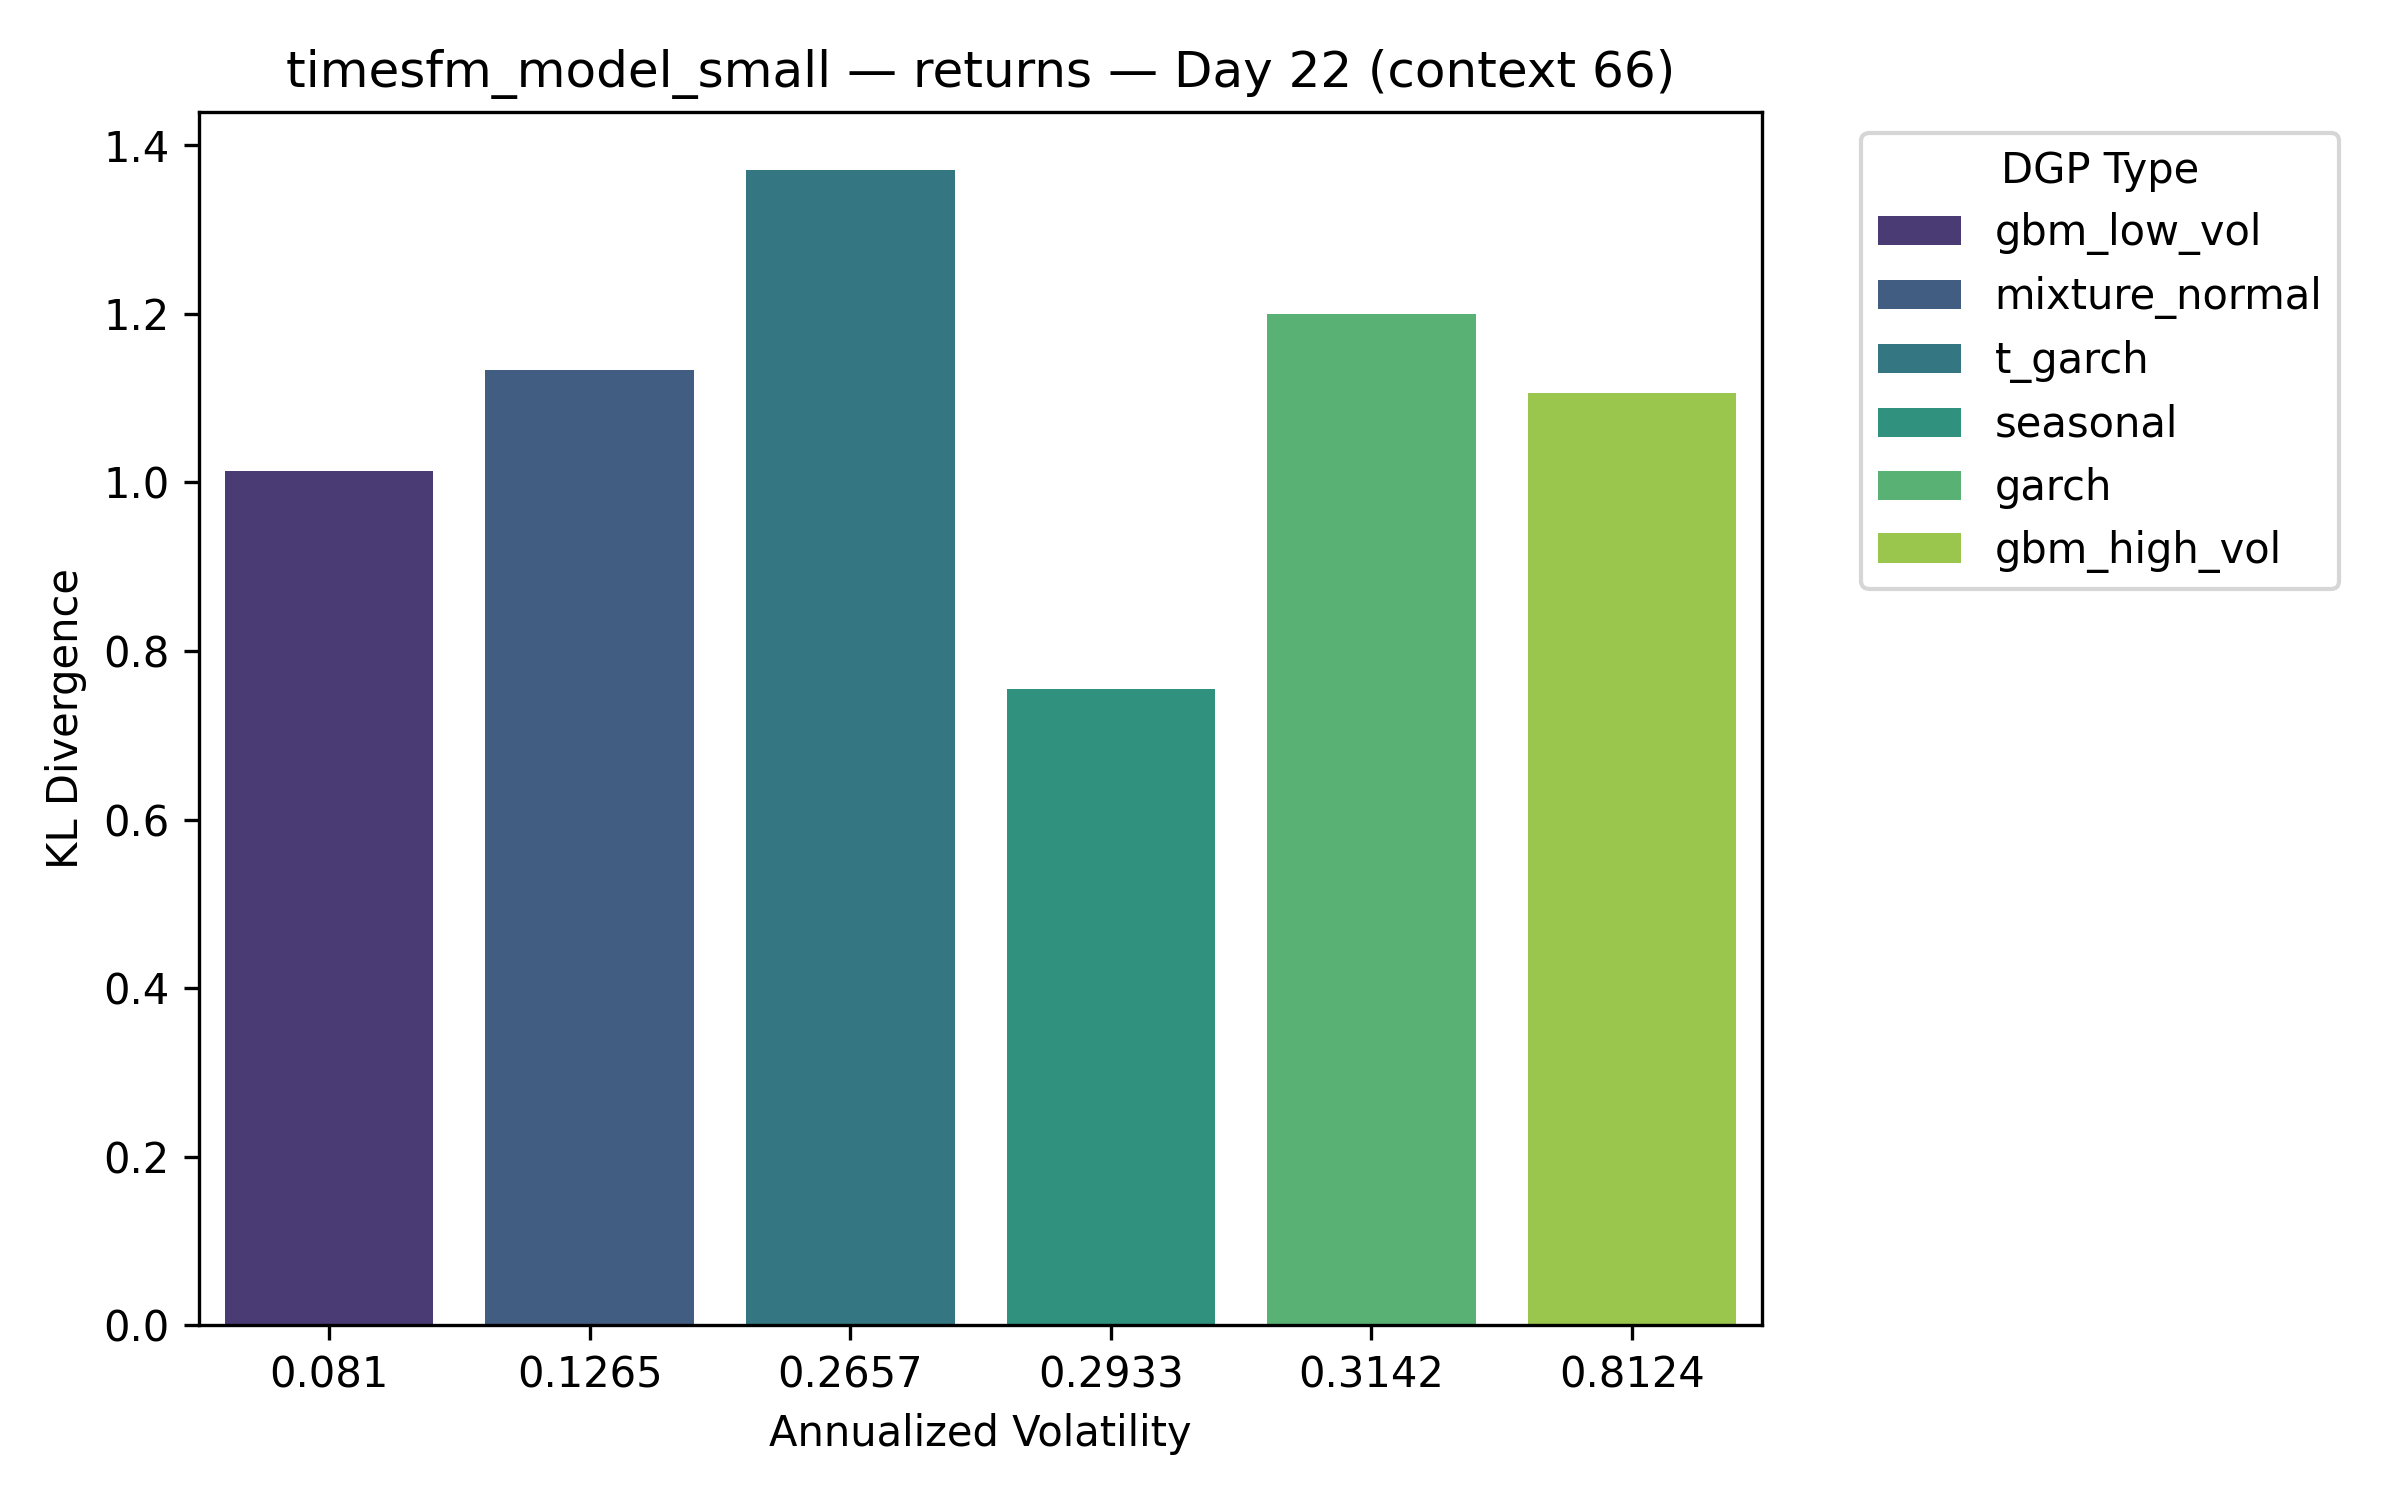 timesfm_model_small — returns — Day 22 (context 66)
KL Divergence
1.4
1.2
1.0
0.8
0.6
0.4
0.2
0.0
0.081 0.1265 0.2657 0.2933 0.3142 0.8124
Annualized Volatility
DGP Type
gbm_low_vol
mixture_normal
t_garch
seasonal
garch
gbm_high_vol